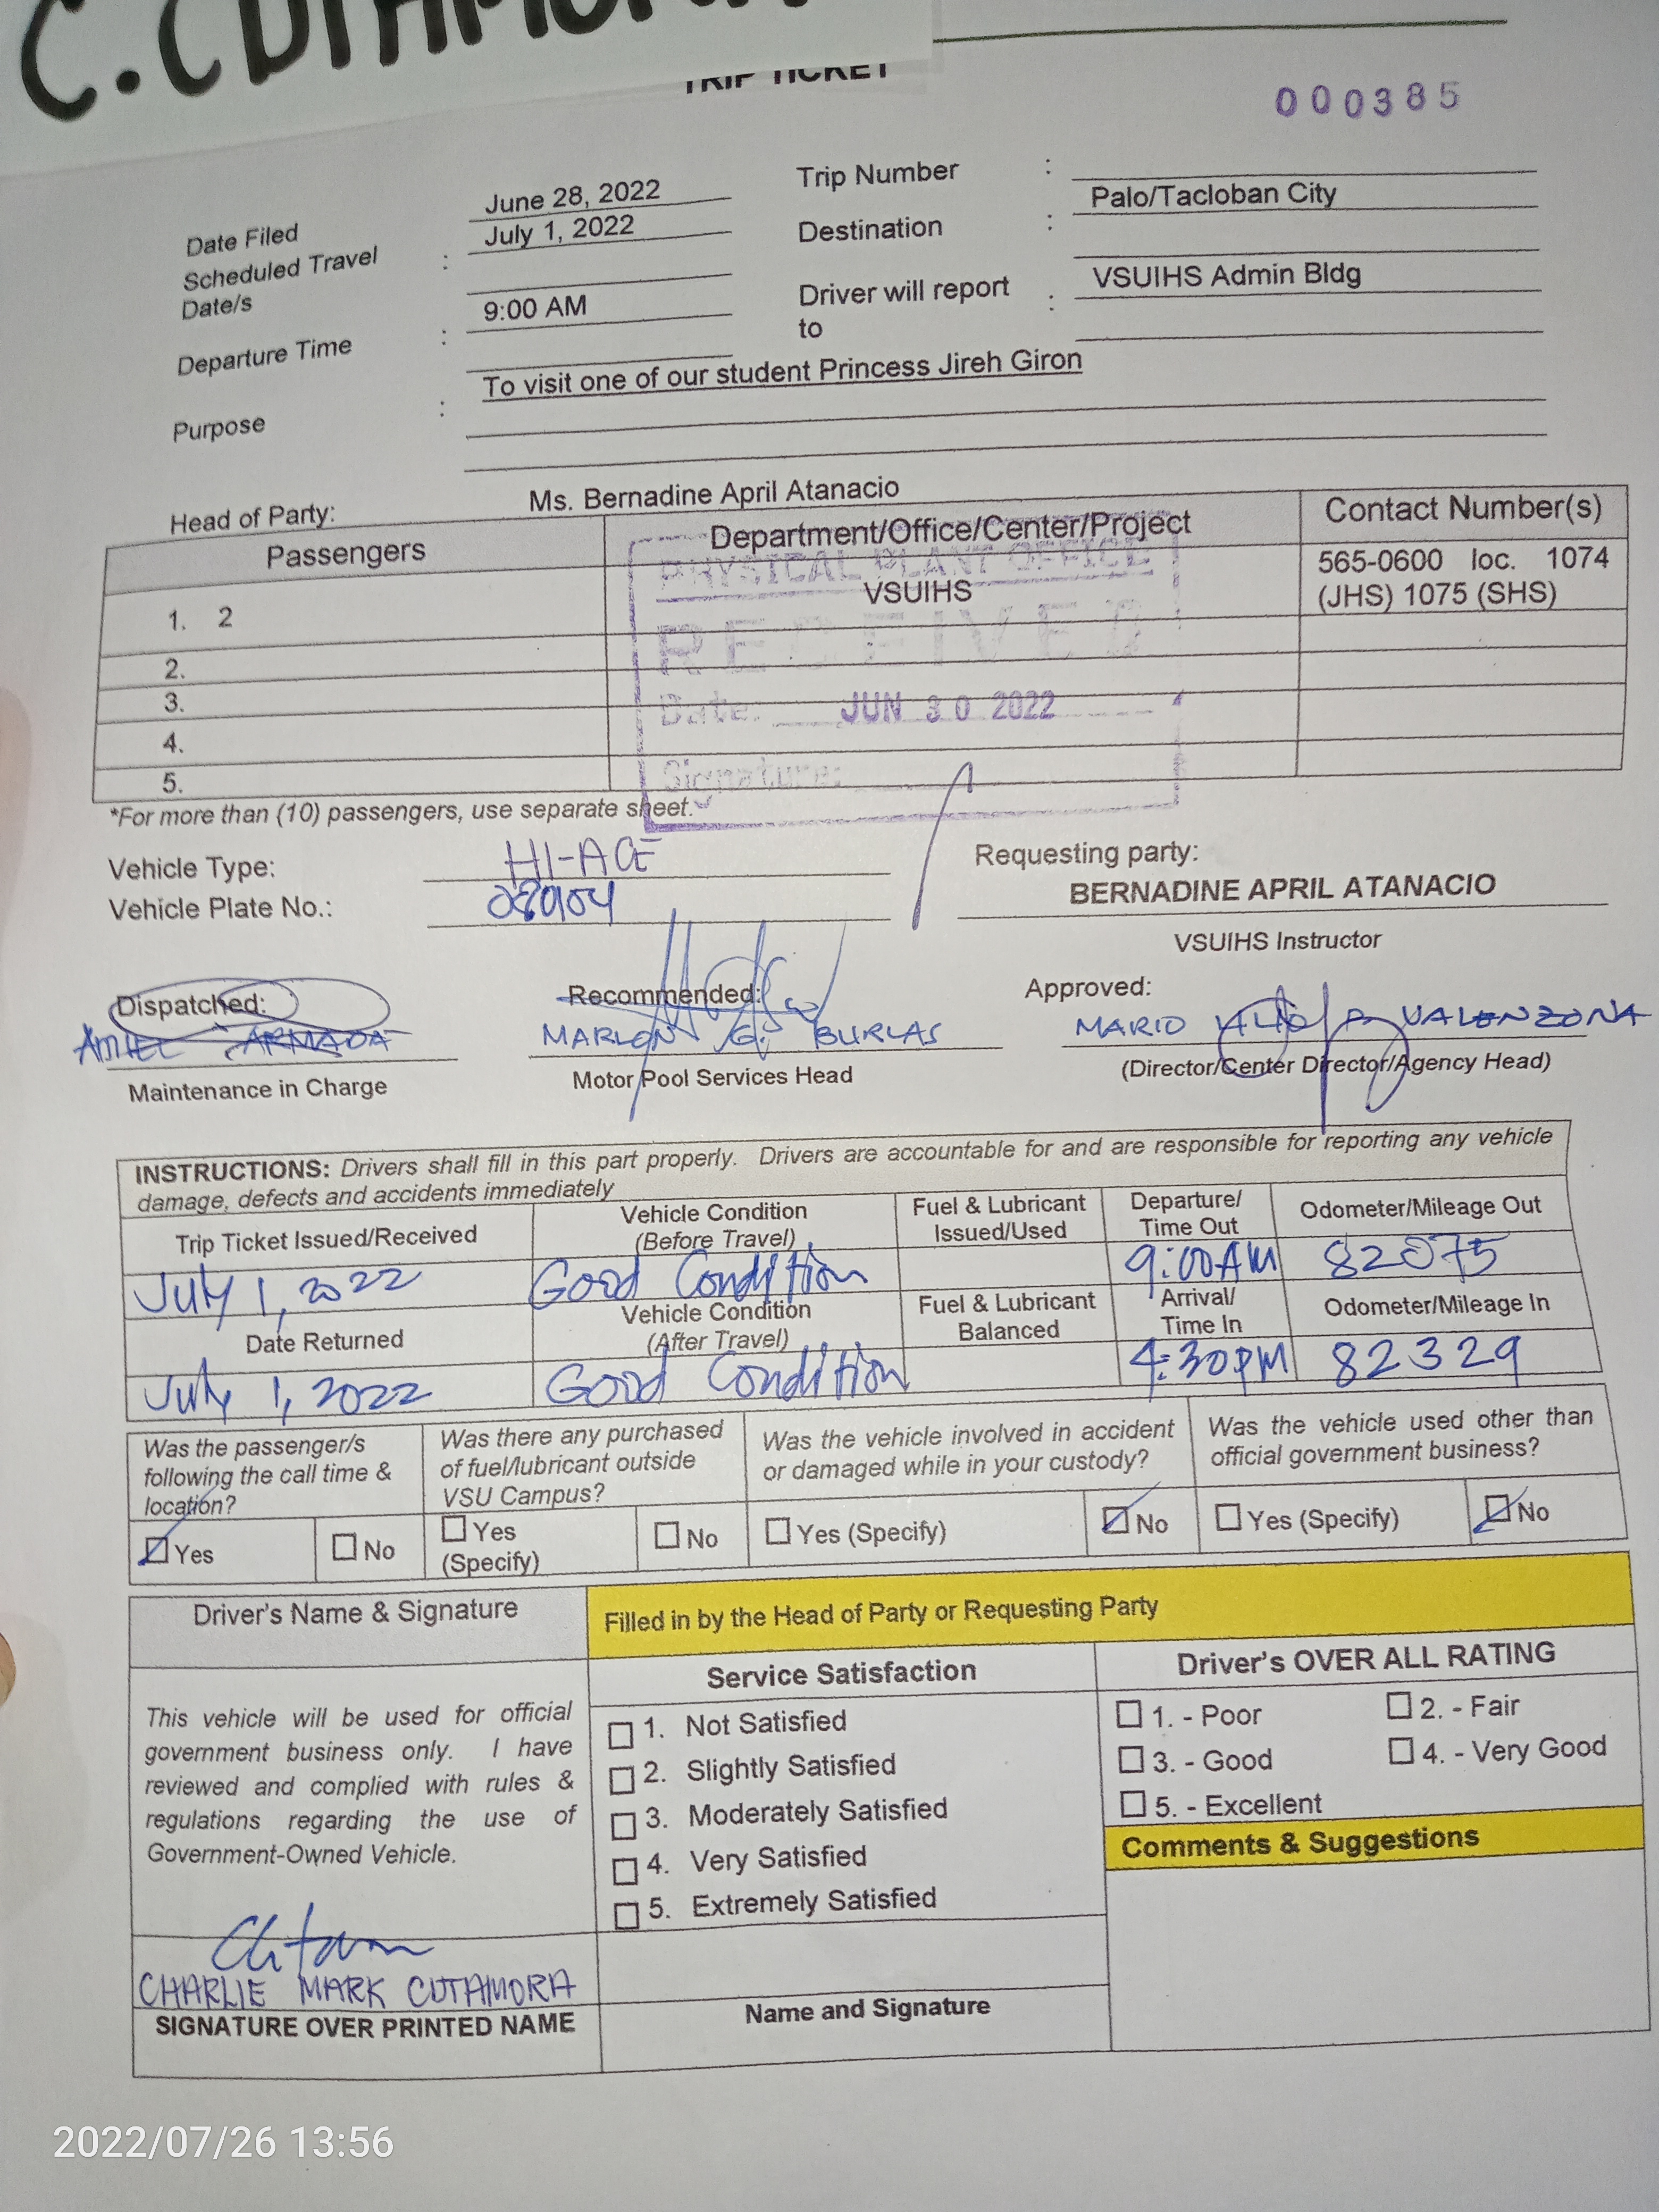 C. CUTAMORA
TRIP TICKET
000385
Date Filed June 28, 2022 Trip Number :
Scheduled Travel Date/s : July 1, 2022 Destination : Palo/Tacloban City
Departure Time : 9:00 AM Driver will report to : VSUIHS Admin Bldg
Purpose : To visit one of our student Princess Jireh Giron
Head of Party: Ms. Bernadine April Atanacio
Passengers Department/Office/Center/Project Contact Number(s)
1. 2 VSUIHS 565-0600 loc. 1074
(JHS) 1075 (SHS)
2.
3.
4.
5.
PHYSICAL PLANT OFFICE
RECEIVED
Date: JUN 30 2022
Signature:
*For more than (10) passengers, use separate sheet.
Vehicle Type: HI-ACE Requesting party:
Vehicle Plate No.: BERNADINE APRIL ATANACIO
VSUIHS Instructor
Dispatched: Recommended: Approved:
ARMADA MARLON G. BURLAS MARIO P. VALENZONA
Maintenance in Charge Motor Pool Services Head (Director/Center Director/Agency Head)
INSTRUCTIONS: Drivers shall fill in this part properly. Drivers are accountable for and are responsible for reporting any vehicle
damage, defects and accidents immediately
Trip Ticket Issued/Received Vehicle Condition (Before Travel) Fuel & Lubricant Issued/Used Departure/ Time Out Odometer/Mileage Out
July 1, 2022 Good Condition 9:00AM 82075
Date Returned Vehicle Condition (After Travel) Fuel & Lubricant Balanced Arrival/ Time In Odometer/Mileage In
July 1, 2022 Good Condition 4:30PM 82329
Was the passenger/s following the call time & location?
Yes No
Was there any purchased of fuel/lubricant outside VSU Campus?
Yes (Specify) No
Was the vehicle involved in accident or damaged while in your custody?
Yes (Specify) No
Was the vehicle used other than official government business?
Yes (Specify) No
Driver's Name & Signature Filled in by the Head of Party or Requesting Party
This vehicle will be used for official
government business only. I have
reviewed and complied with rules &
regulations regarding the use of
Government-Owned Vehicle.
CHARLIE MARK CUTAMORA
SIGNATURE OVER PRINTED NAME
Service Satisfaction
1. Not Satisfied
2. Slightly Satisfied
3. Moderately Satisfied
4. Very Satisfied
5. Extremely Satisfied
Name and Signature
Driver's OVER ALL RATING
1. - Poor 2. - Fair
3. - Good 4. - Very Good
5. - Excellent
Comments & Suggestions
2022/07/26 13:56